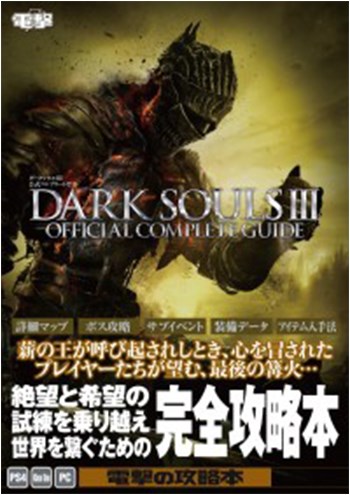 DARK SOULS III
OFFICIAL COMPLETE GUIDE
詳細マップ
ボス攻略
サブイベント
装備データ
アイテム入手法
薪の王が呼び起されしとき、心を冒された
プレイヤーたちが望む、最後の篝火…
絶望と希望の
試練を乗り越え
世界を繋ぐための
完全攻略本
PS4
PC
電撃の攻略本